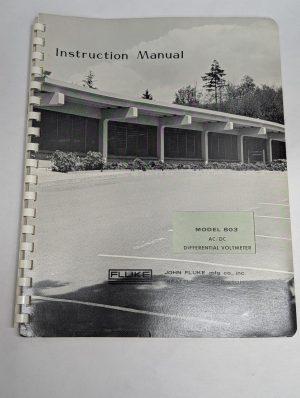 Instruction Manual
MODEL 803
AC/DC
DIFFERENTIAL VOLTMETER
FLUKE
JOHN FLUKE mfg. co., inc.